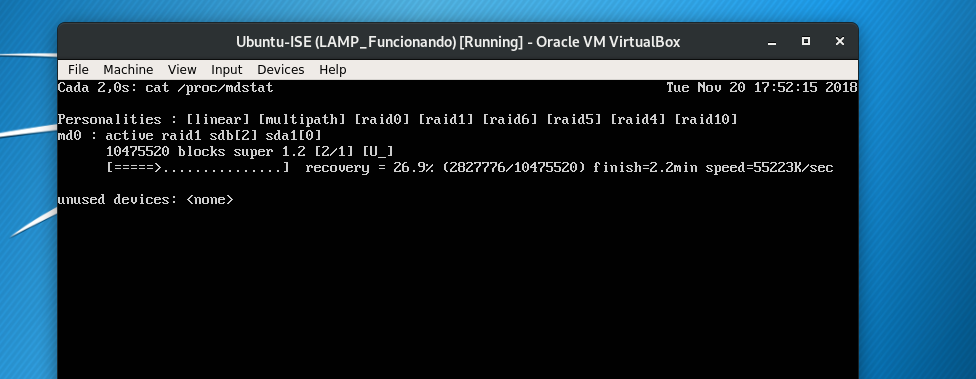 Ubuntu-ISE (LAMP_Funcionando) [Running] - Oracle VM VirtualBox
File Machine View Input Devices Help
Cada 2,0s: cat /proc/mdstat Tue Nov 20 17:52:15 2018
Personalities : [linear] [multipath] [raid0] [raid1] [raid6] [raid5] [raid4] [raid10]
md0 : active raid1 sdb[2] sda1[0]
10475520 blocks super 1.2 [2/1] [U_]
[=====>...............] recovery = 26.9% (2827776/10475520) finish=2.2min speed=55223K/sec
unused devices: <none>